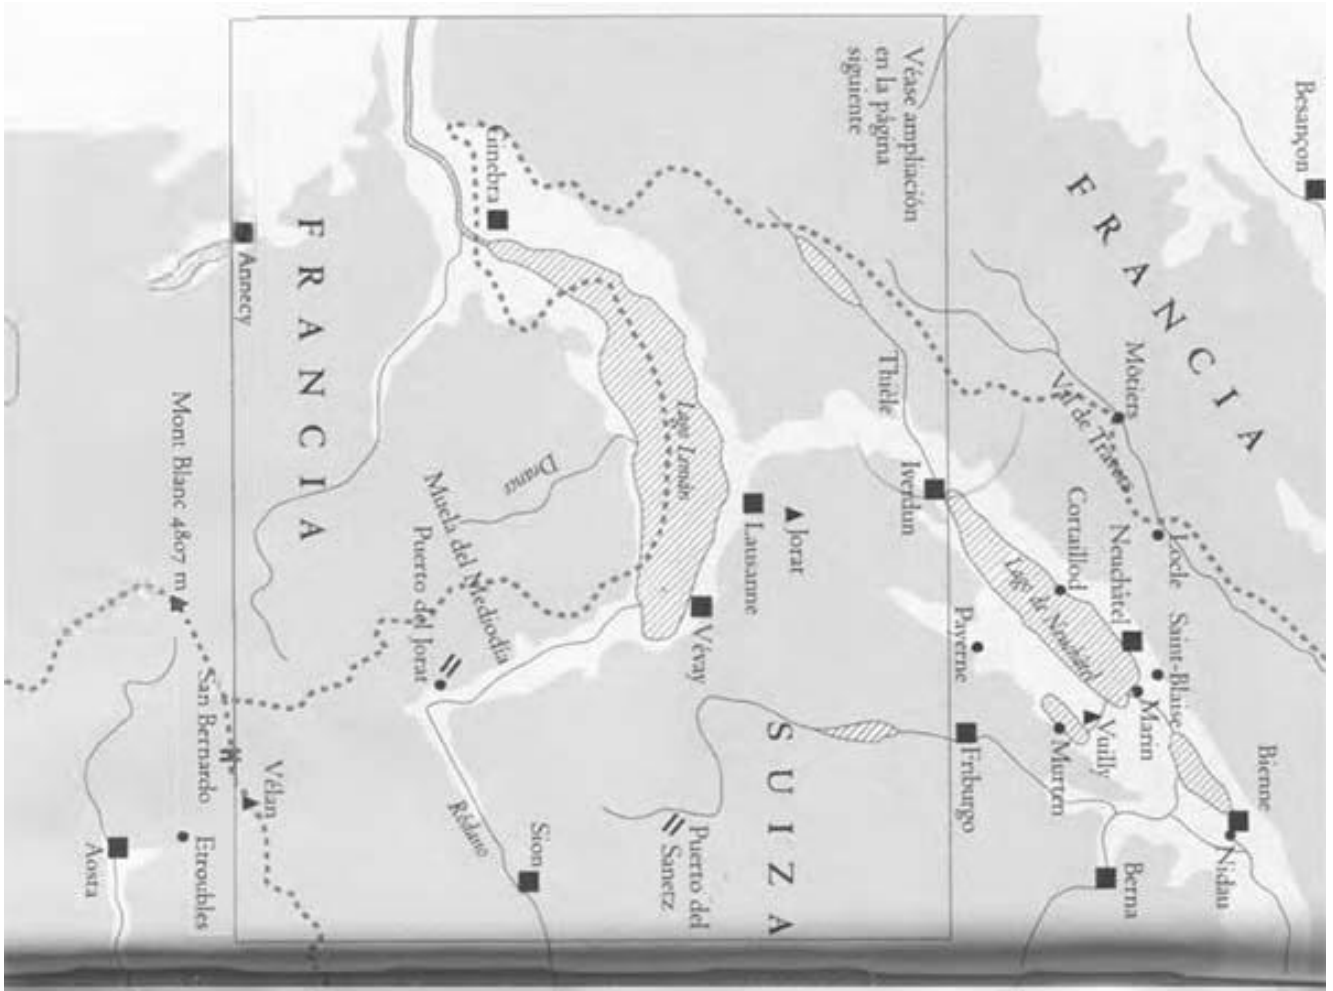 Besançon
Bienne
Nidau
FRANCIA
Locle
Saint-Blaise
Marin
Môtiers
Neuchâtel
Berna
Val de Travers
Vuilly
Cortaillod
Murten
Lago de Neuchâtel
Payerne
Friburgo
Véase ampliación
en la página
siguiente
Iverdun
Thièle
Jorat
SUIZA
Lausanne
Vévay
Puerto del
Sanetz
Lago Lemán
Sion
Drance
Ginebra
Ródano
Muela del Mediodía
Puerto del Jorat
FRANCIA
Annecy
Vélan
San Bernardo
Etroubles
Mont Blanc 4807 m
Aosta